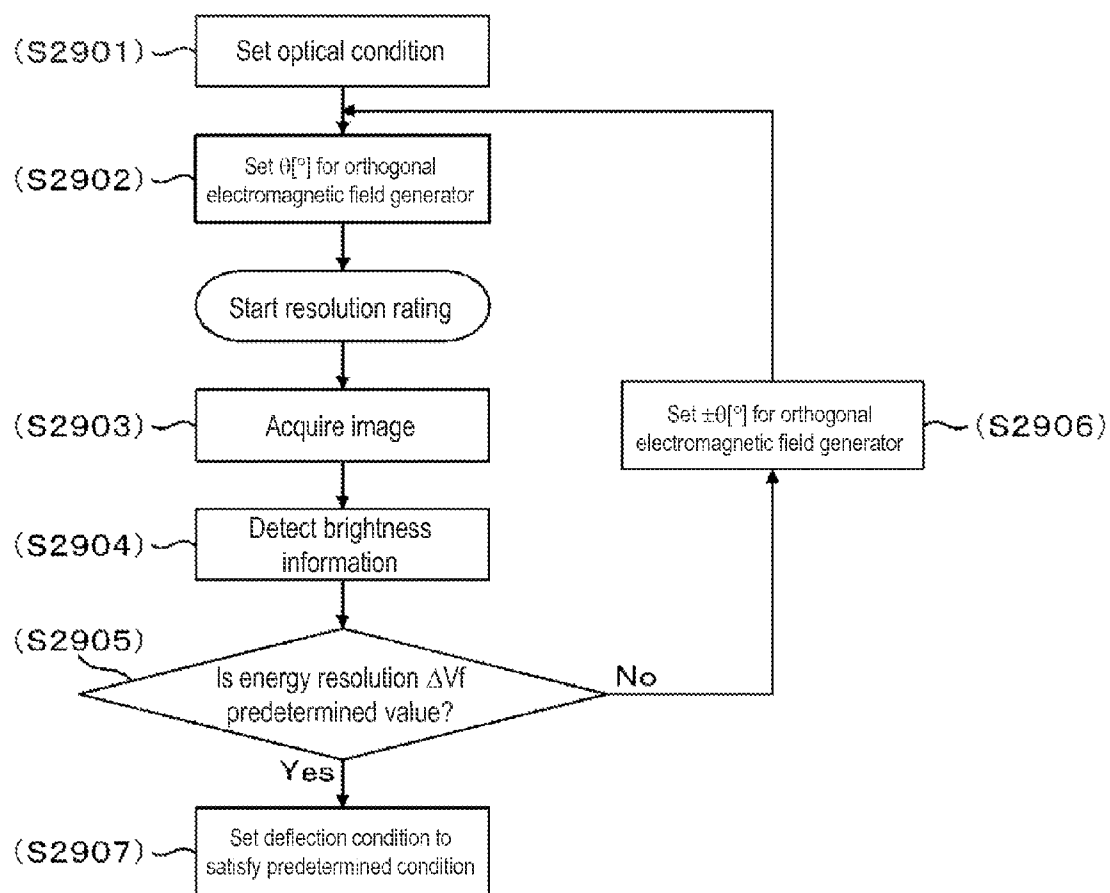 (S2901)
Set optical condition
(S2902)
Set θ[°] for orthogonal
electromagnetic field generator
Start resolution rating
(S2903)
Acquire image
Set ±θ[°] for orthogonal
electromagnetic field generator
(S2906)
(S2904)
Detect brightness
information
(S2905)
Is energy resolution ΔVf
predetermined value?
No
Yes
(S2907)
Set deflection condition to
satisfy predetermined condition